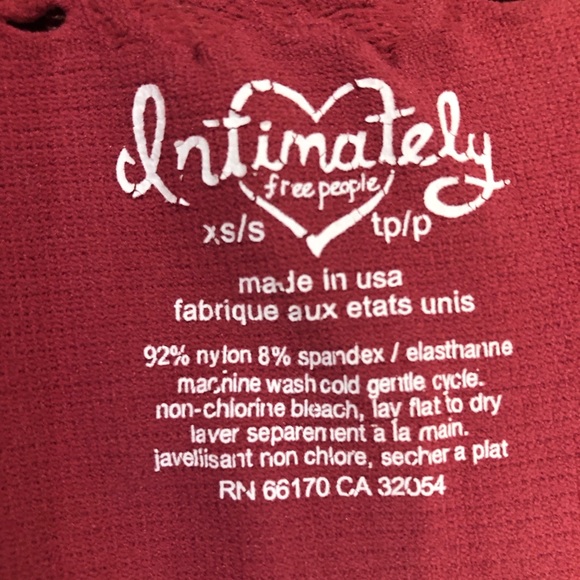 Intimately
free people
xs/s tp/p
made in usa
fabrique aux etats unis
92% nylon 8% spandex / elasthanne
machine wash cold gentle cycle.
non-chlorine bleach, lay flat to dry
laver separement a la main.
javellisant non chlore, secher a plat
RN 66170 CA 32054